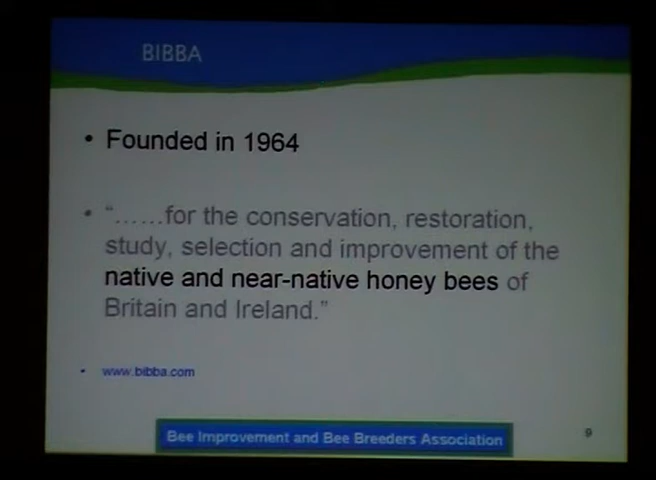 BIBBA
• Founded in 1964
• “……for the conservation, restoration,
study, selection and improvement of the
native and near-native honey bees of
Britain and Ireland.”
• www.bibba.com
Bee Improvement and Bee Breeders Association
9